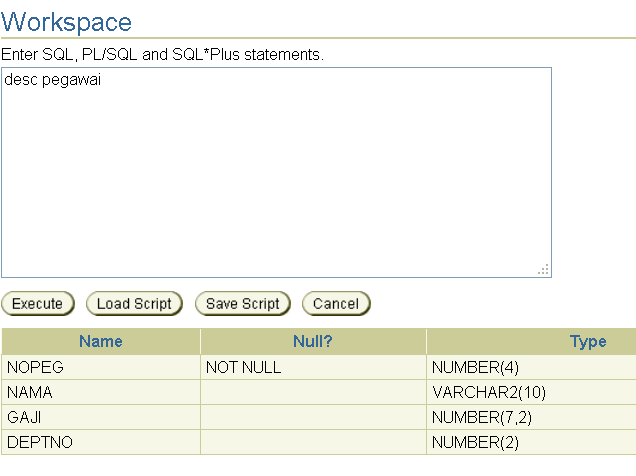 Workspace
Enter SQL, PL/SQL and SQL*Plus statements.
desc pegawai
Execute Load Script Save Script Cancel
Name Null? Type
NOPEG NOT NULL NUMBER(4)
NAMA VARCHAR2(10)
GAJI NUMBER(7,2)
DEPTNO NUMBER(2)